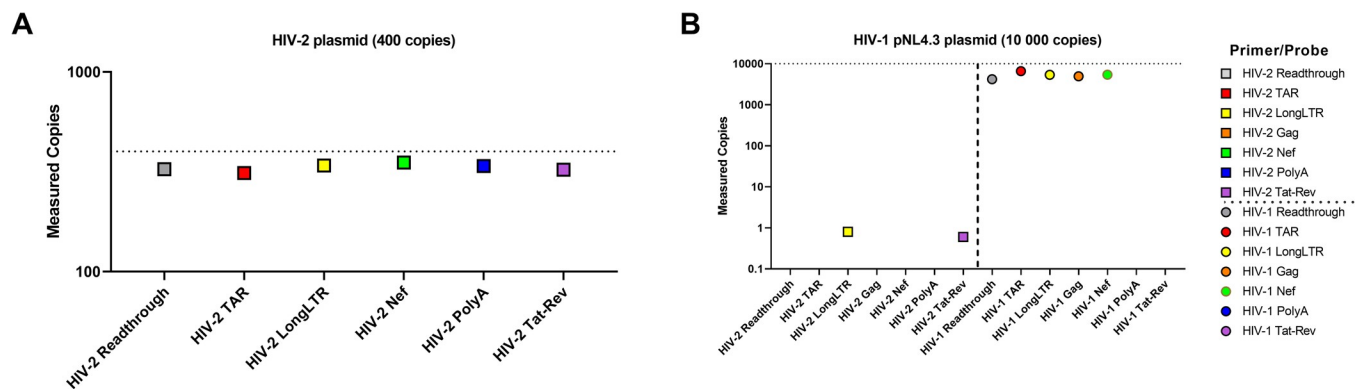 A
HIV-2 plasmid (400 copies)
Measured Copies
1000
100
HIV-2 Readthrough
HIV-2 TAR
HIV-2 LongLTR
HIV-2 Nef
HIV-2 PolyA
HIV-2 Tat-Rev
B
HIV-1 pNL4.3 plasmid (10 000 copies)
Measured Copies
10000
1000
100
10
1
0.1
HIV-2 Readthrough
HIV-2 TAR
HIV-2 LongLTR
HIV-2 Gag
HIV-2 Nef
HIV-2 PolyA
HIV-2 Tat-Rev
HIV-1 Readthrough
HIV-1 TAR
HIV-1 LongLTR
HIV-1 Gag
HIV-1 Nef
HIV-1 PolyA
HIV-1 Tat-Rev
Primer/Probe
HIV-2 Readthrough
HIV-2 TAR
HIV-2 LongLTR
HIV-2 Gag
HIV-2 Nef
HIV-2 PolyA
HIV-2 Tat-Rev
HIV-1 Readthrough
HIV-1 TAR
HIV-1 LongLTR
HIV-1 Gag
HIV-1 Nef
HIV-1 PolyA
HIV-1 Tat-Rev